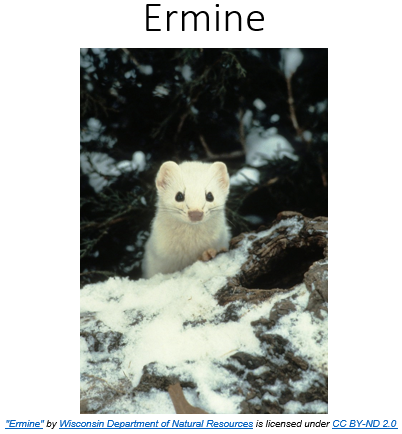 Ermine
"Ermine" by Wisconsin Department of Natural Resources is licensed under CC BY-ND 2.0